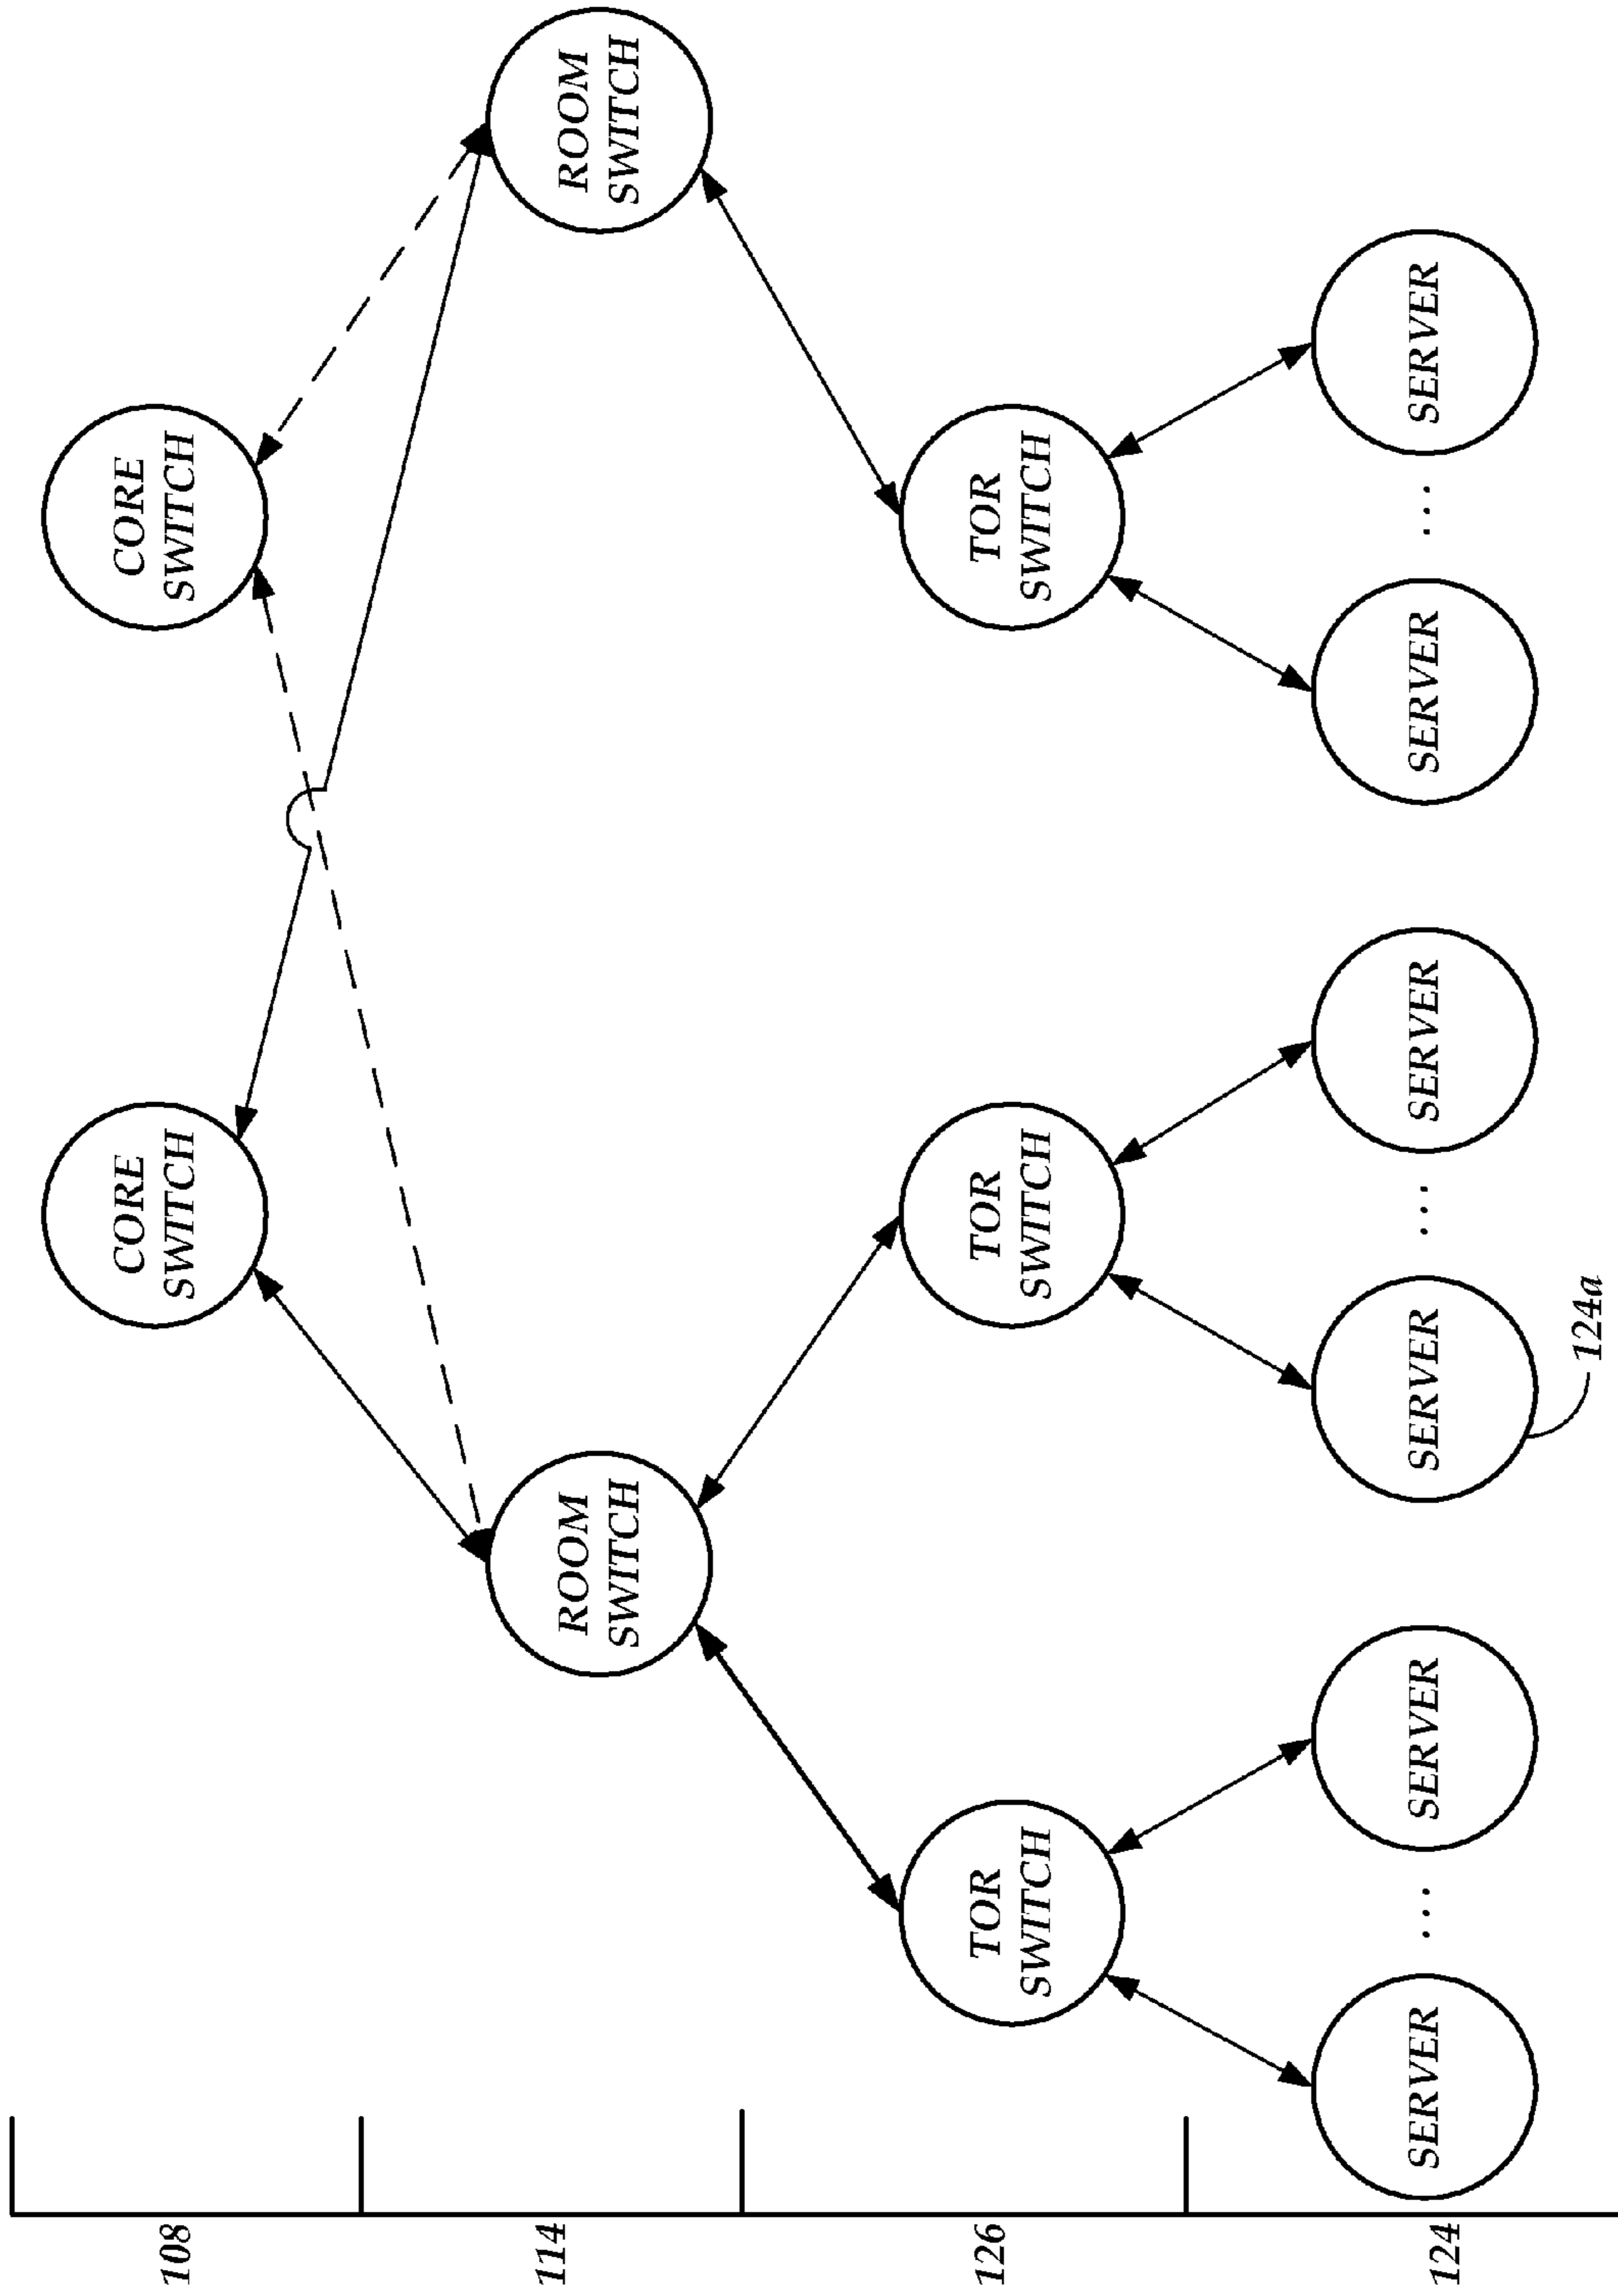 108
CORE
SWITCH
CORE
SWITCH
114
ROOM
SWITCH
ROOM
SWITCH
126
TOR
SWITCH
TOR
SWITCH
TOR
SWITCH
124
SERVER
...
SERVER
SERVER
...
SERVER
SERVER
...
SERVER
124a